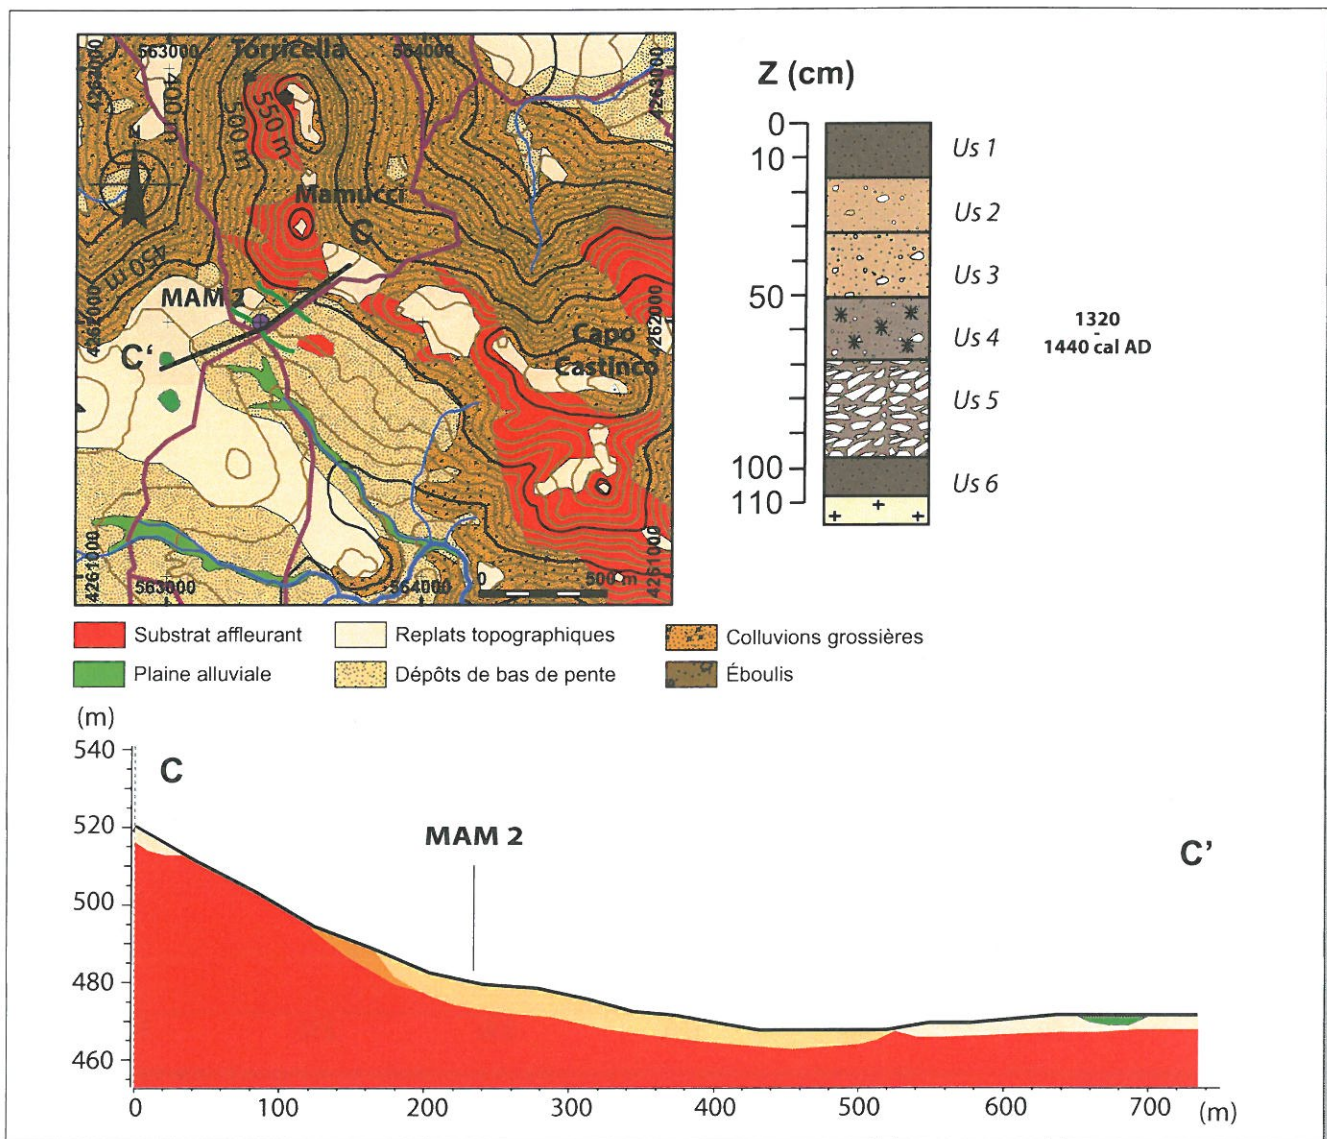 Torricella
563000
564000
4263000
4263000
400 m
500 m
550 m
N
Mamucci
C
450 m
MAM 2
4262000
4262000
Capo
Castinco
C'
4261000
4261000
563000
564000
0
500 m
Z (cm)
0
10
50
100
110
Us 1
Us 2
Us 3
Us 4
Us 5
Us 6
1320
-
1440 cal AD
Substrat affleurant
Replats topographiques
Colluvions grossières
Plaine alluviale
Dépôts de bas de pente
Éboulis
(m)
540
520
500
480
460
C
MAM 2
C'
0
100
200
300
400
500
600
700
(m)